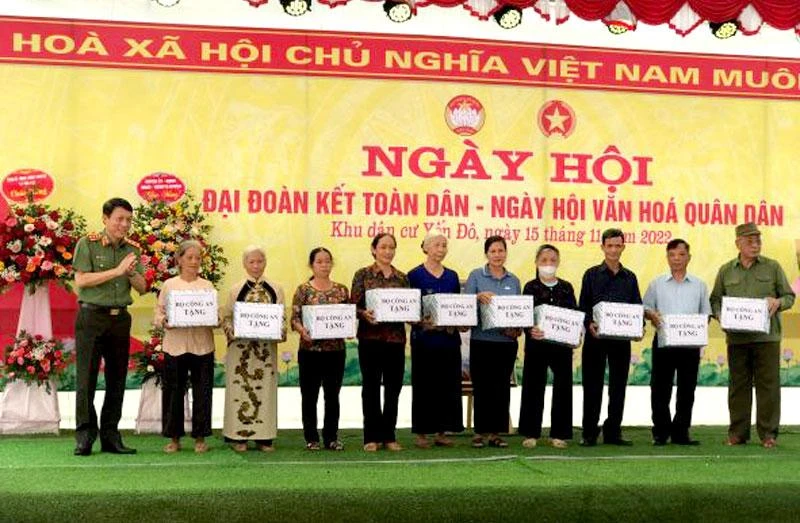 HOÀ XÃ HỘI CHỦ NGHĨA VIỆT NAM MUÔN
NGÀY HỘI
ĐẠI ĐOÀN KẾT TOÀN DÂN - NGÀY HỘI VĂN HOÁ QUÂN DÂN
Khu dân cư Yên Đô, ngày 15 tháng 11 năm 2022
BỘ CÔNG AN
TẶNG
BỘ CÔNG AN
TẶNG
BỘ CÔNG AN
TẶNG
BỘ CÔNG AN
TẶNG
BỘ CÔNG AN
TẶNG
BỘ CÔNG AN
TẶNG
BỘ CÔNG AN
TẶNG
BỘ CÔNG AN
TẶNG
BỘ CÔNG AN
TẶNG
BỘ CÔNG AN
TẶNG